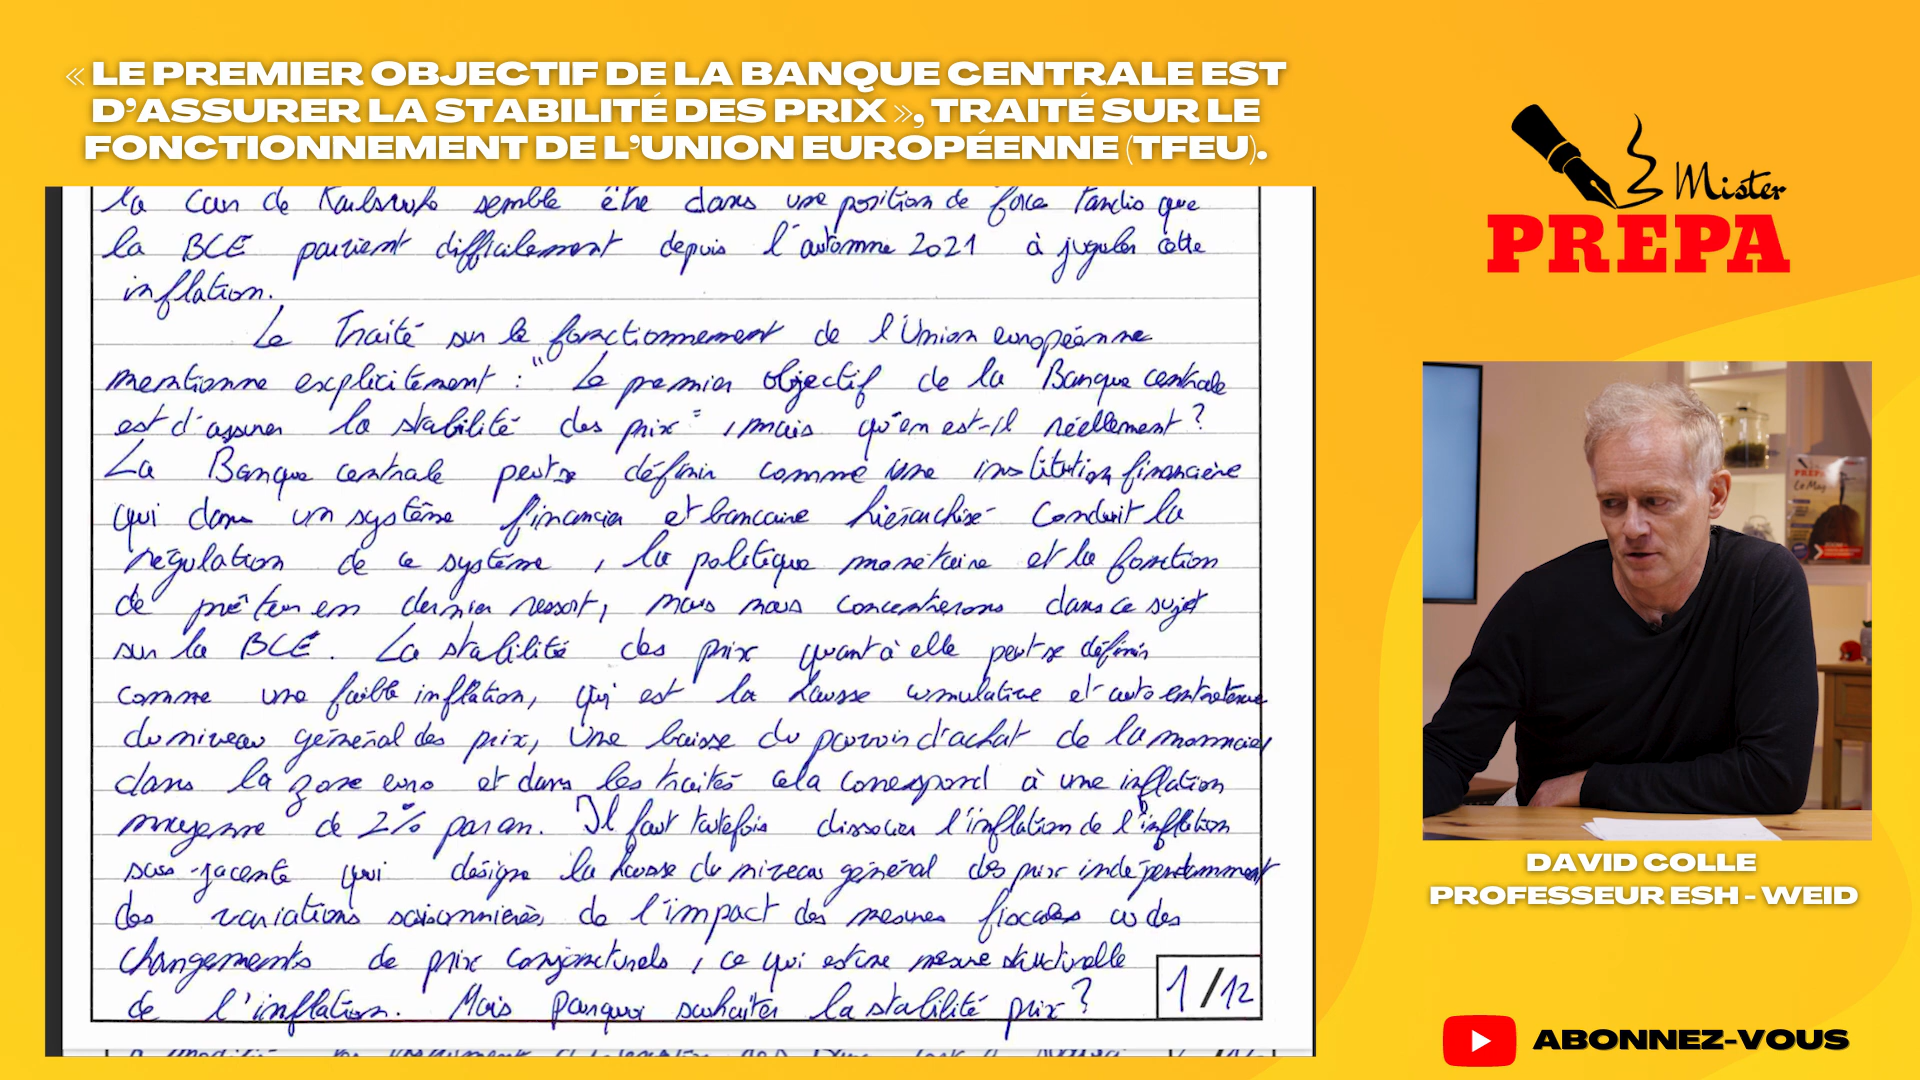 « LE PREMIER OBJECTIF DE LA BANQUE CENTRALE EST
D’ASSURER LA STABILITÉ DES PRIX », TRAITÉ SUR LE
FONCTIONNEMENT DE L’UNION EUROPÉENNE (TFEU).
la Cour de Karlsruhe semble être dans une position de force tandis que
la BCE parvient difficilement depuis l'automne 2021 à juguler cette
inflation.
Le Traité sur le fonctionnement de l'Union européenne
mentionne explicitement : "Le premier objectif de la Banque centrale
est d'assurer la stabilité des prix", mais qu'en est-il réellement ?
La Banque centrale peut se définir comme une institution financière
qui dans un système financier et bancaire hiérarchisé conduit la
régulation de ce système, la politique monétaire et la fonction
de prêteur en dernier ressort, mais nous concentrerons dans ce sujet
sur la BCE. La stabilité des prix quant à elle peut se définir
comme une faible inflation, qui est la hausse cumulative et auto entretenue
du niveau général des prix, une baisse du pouvoir d'achat de la monnaie,
dans la zone euro et dans les traités cela correspond à une inflation
moyenne de 2% par an. Il faut toutefois dissocier l'inflation de l'inflation
sous-jacente qui désigne la hausse du niveau général des prix indépendamment
des variations saisonnières, de l'impact des mesures fiscales ou des
changements de prix conjoncturels, ce qui est une mesure structurelle
de l'inflation. Mais pourquoi souhaiter la stabilité prix ?
1/12
Mister
PREPA
DAVID COLLE
PROFESSEUR ESH - WEID
ABONNEZ-VOUS